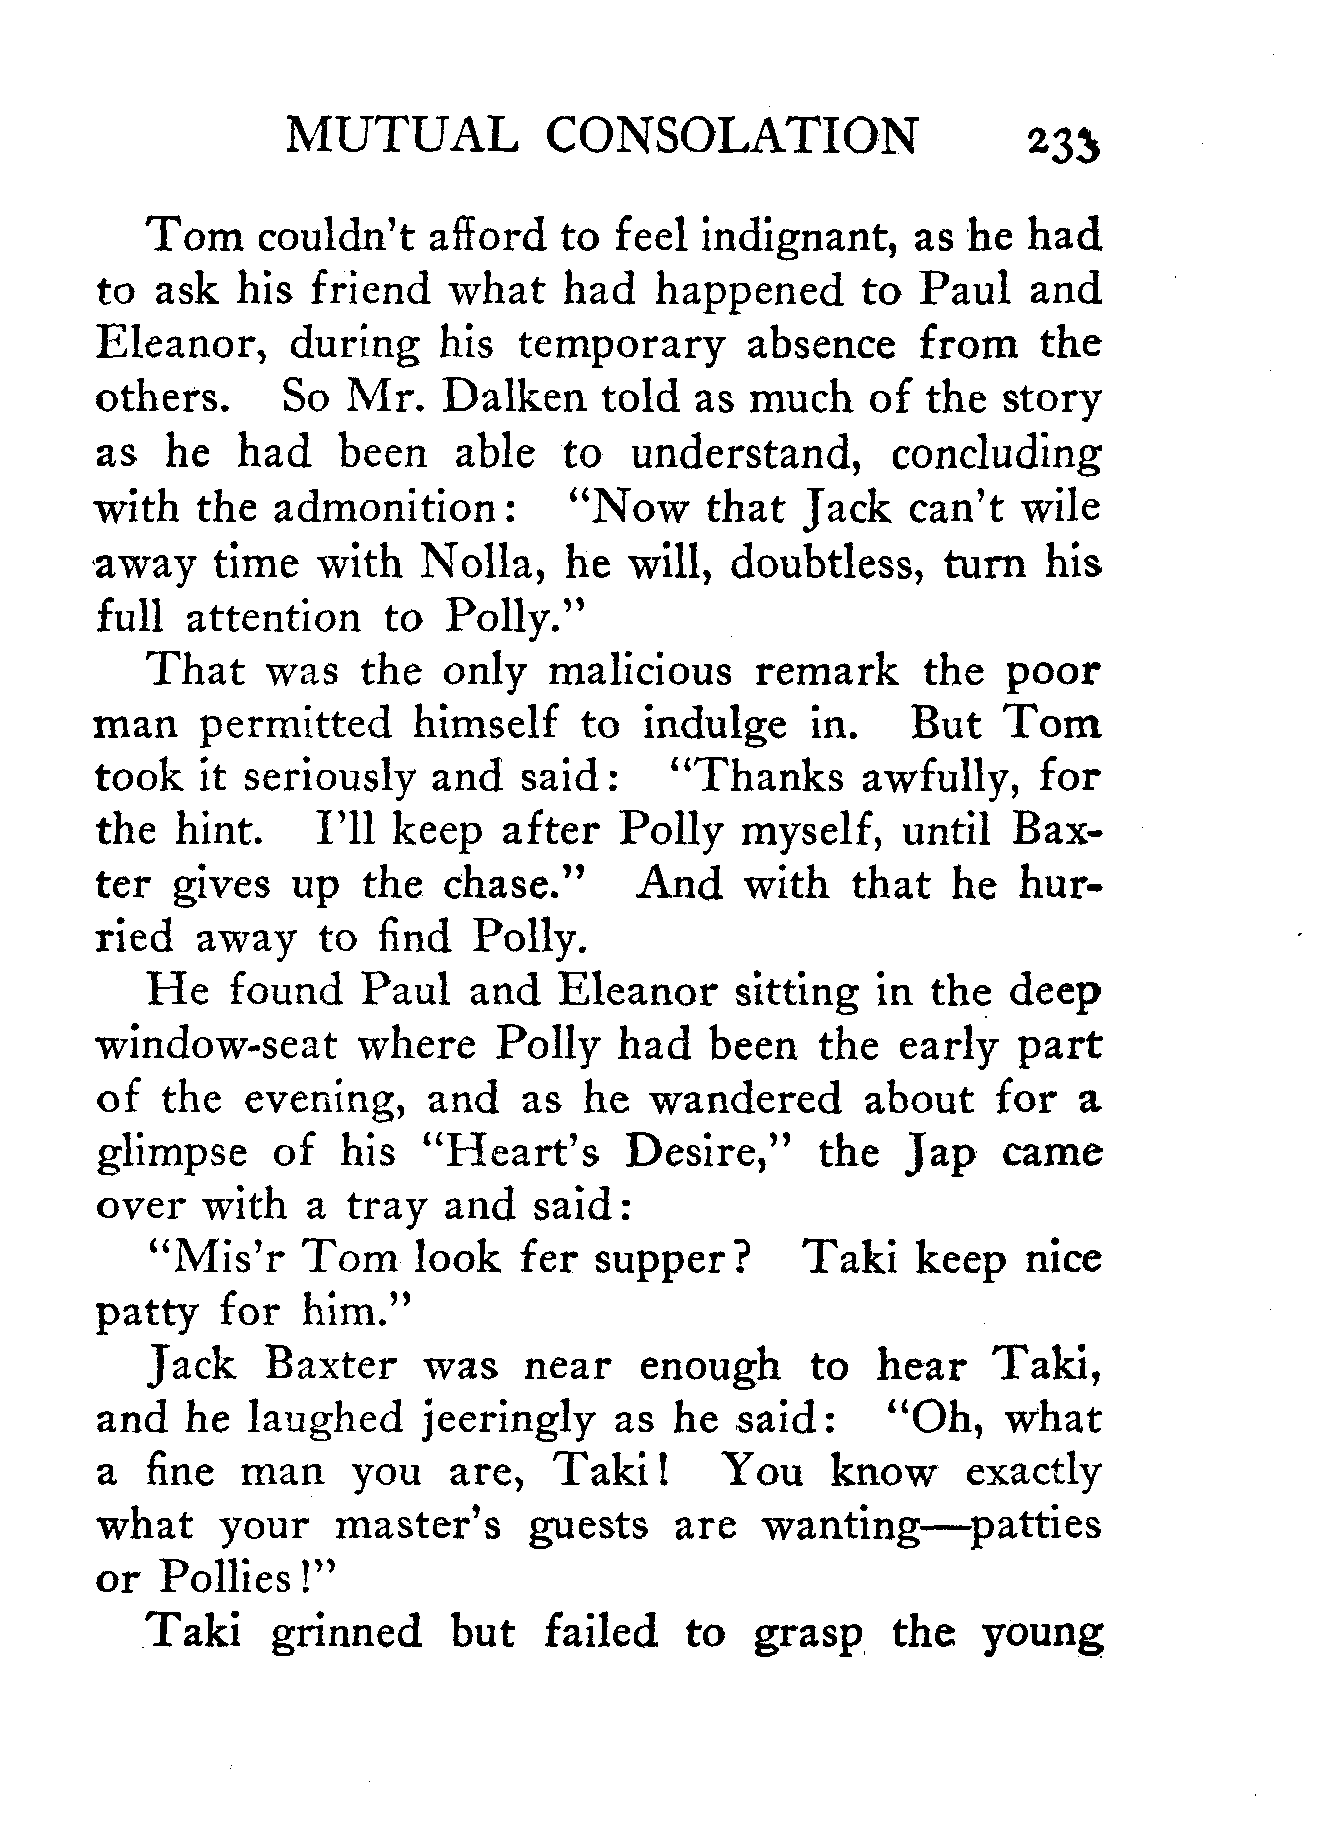 MUTUAL CONSOLATION 233
Tom couldn't afford to feel indignant, as he had
to ask his friend what had happened to Paul and
Eleanor, during his temporary absence from the
others. So Mr. Dalken told as much of the story
as he had been able to understand, concluding
with the admonition: "Now that Jack can't wile
away time with Nolla, he will, doubtless, turn his
full attention to Polly."
That was the only malicious remark the poor
man permitted himself to indulge in. But Tom
took it seriously and said: "Thanks awfully, for
the hint. I'll keep after Polly myself, until Bax-
ter gives up the chase." And with that he hur-
ried away to find Polly.
He found Paul and Eleanor sitting in the deep
window-seat where Polly had been the early part
of the evening, and as he wandered about for a
glimpse of his "Heart's Desire," the Jap came
over with a tray and said:
"Mis'r Tom look fer supper? Taki keep nice
patty for him."
Jack Baxter was near enough to hear Taki,
and he laughed jeeringly as he said: "Oh, what
a fine man you are, Taki! You know exactly
what your master's guests are wanting—patties
or Pollies!"
Taki grinned but failed to grasp the young